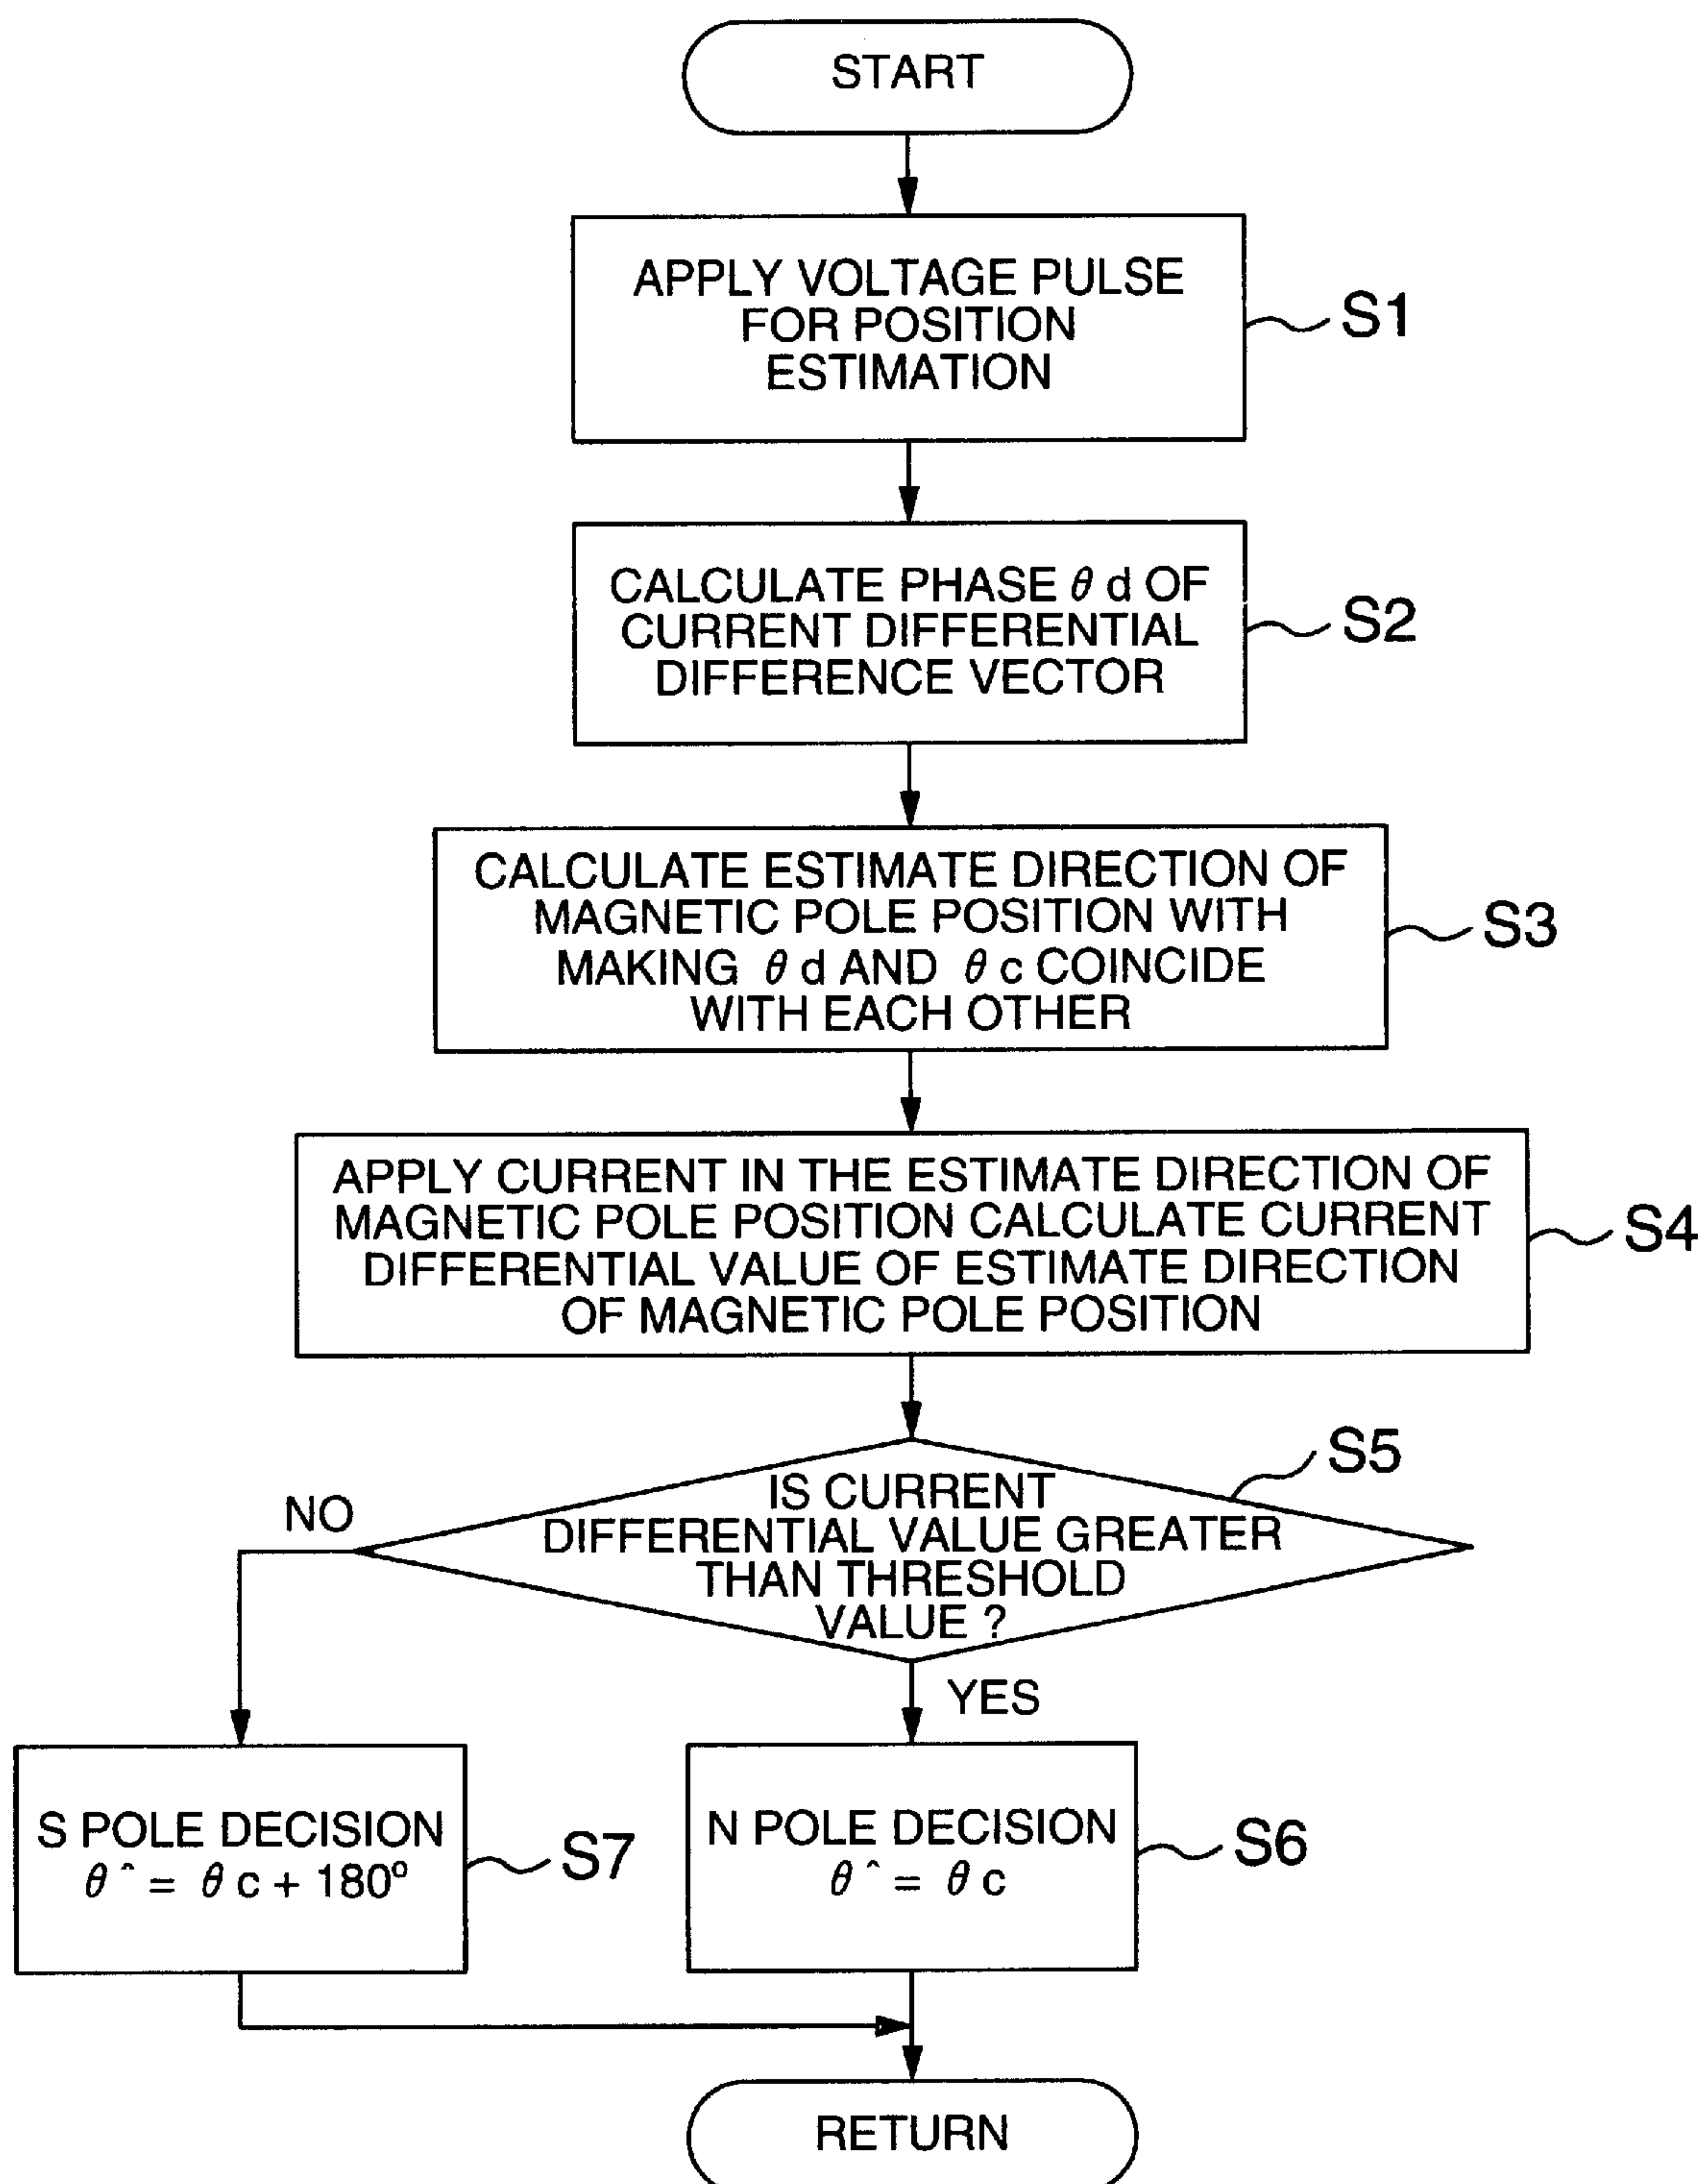 START
APPLY VOLTAGE PULSE
FOR POSITION
ESTIMATION
S1
CALCULATE PHASE θ d OF
CURRENT DIFFERENTIAL
DIFFERENCE VECTOR
S2
CALCULATE ESTIMATE DIRECTION OF
MAGNETIC POLE POSITION WITH
MAKING θ d AND θ c COINCIDE
WITH EACH OTHER
S3
APPLY CURRENT IN THE ESTIMATE DIRECTION OF
MAGNETIC POLE POSITION CALCULATE CURRENT
DIFFERENTIAL VALUE OF ESTIMATE DIRECTION
OF MAGNETIC POLE POSITION
S4
IS CURRENT
DIFFERENTIAL VALUE GREATER
THAN THRESHOLD
VALUE ?
S5
NO
YES
S POLE DECISION
θ ^ = θ c + 180°
S7
N POLE DECISION
θ ^ = θ c
S6
RETURN